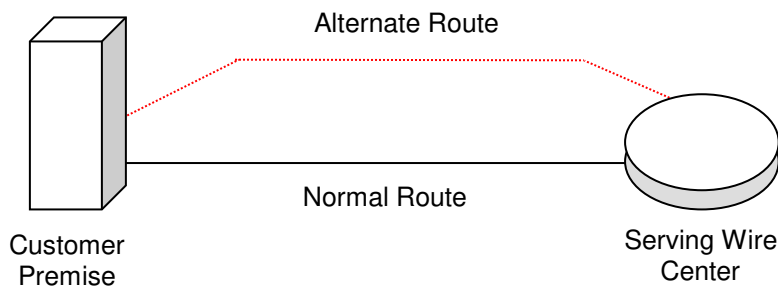 Alternate Route
Normal Route
Customer
Premise
Serving Wire
Center